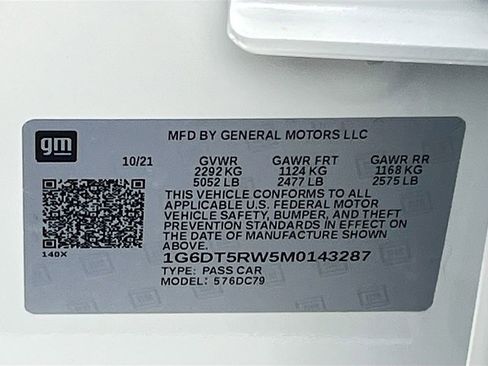 gm
MFD BY GENERAL MOTORS LLC
10/21 GVWR GAWR FRT GAWR RR
2292 KG 1124 KG 1168 KG
5052 LB 2477 LB 2575 LB
THIS VEHICLE CONFORMS TO ALL
APPLICABLE U.S. FEDERAL MOTOR
VEHICLE SAFETY, BUMPER, AND THEFT
PREVENTION STANDARDS IN EFFECT ON
THE DATE OF MANUFACTURE SHOWN
ABOVE.
140X
1G6DT5RW5M0143287
TYPE: PASS CAR
MODEL: 576DC79